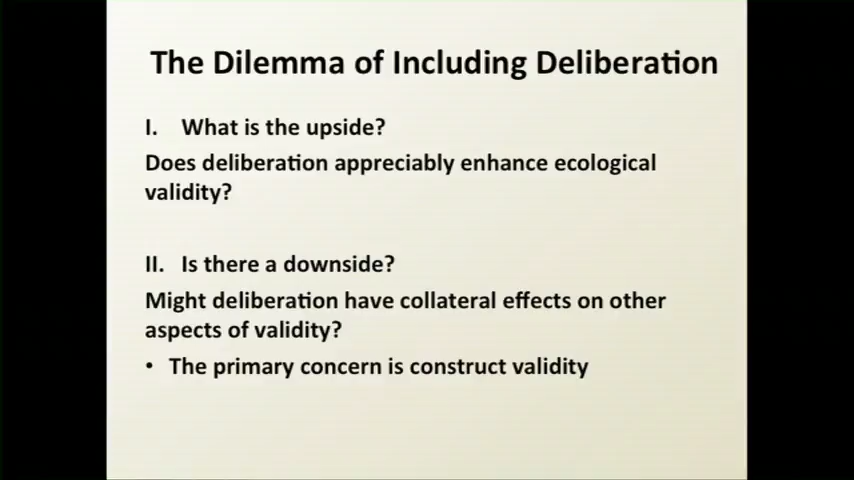 The Dilemma of Including Deliberation
I. What is the upside?
Does deliberation appreciably enhance ecological
validity?
II. Is there a downside?
Might deliberation have collateral effects on other
aspects of validity?
• The primary concern is construct validity